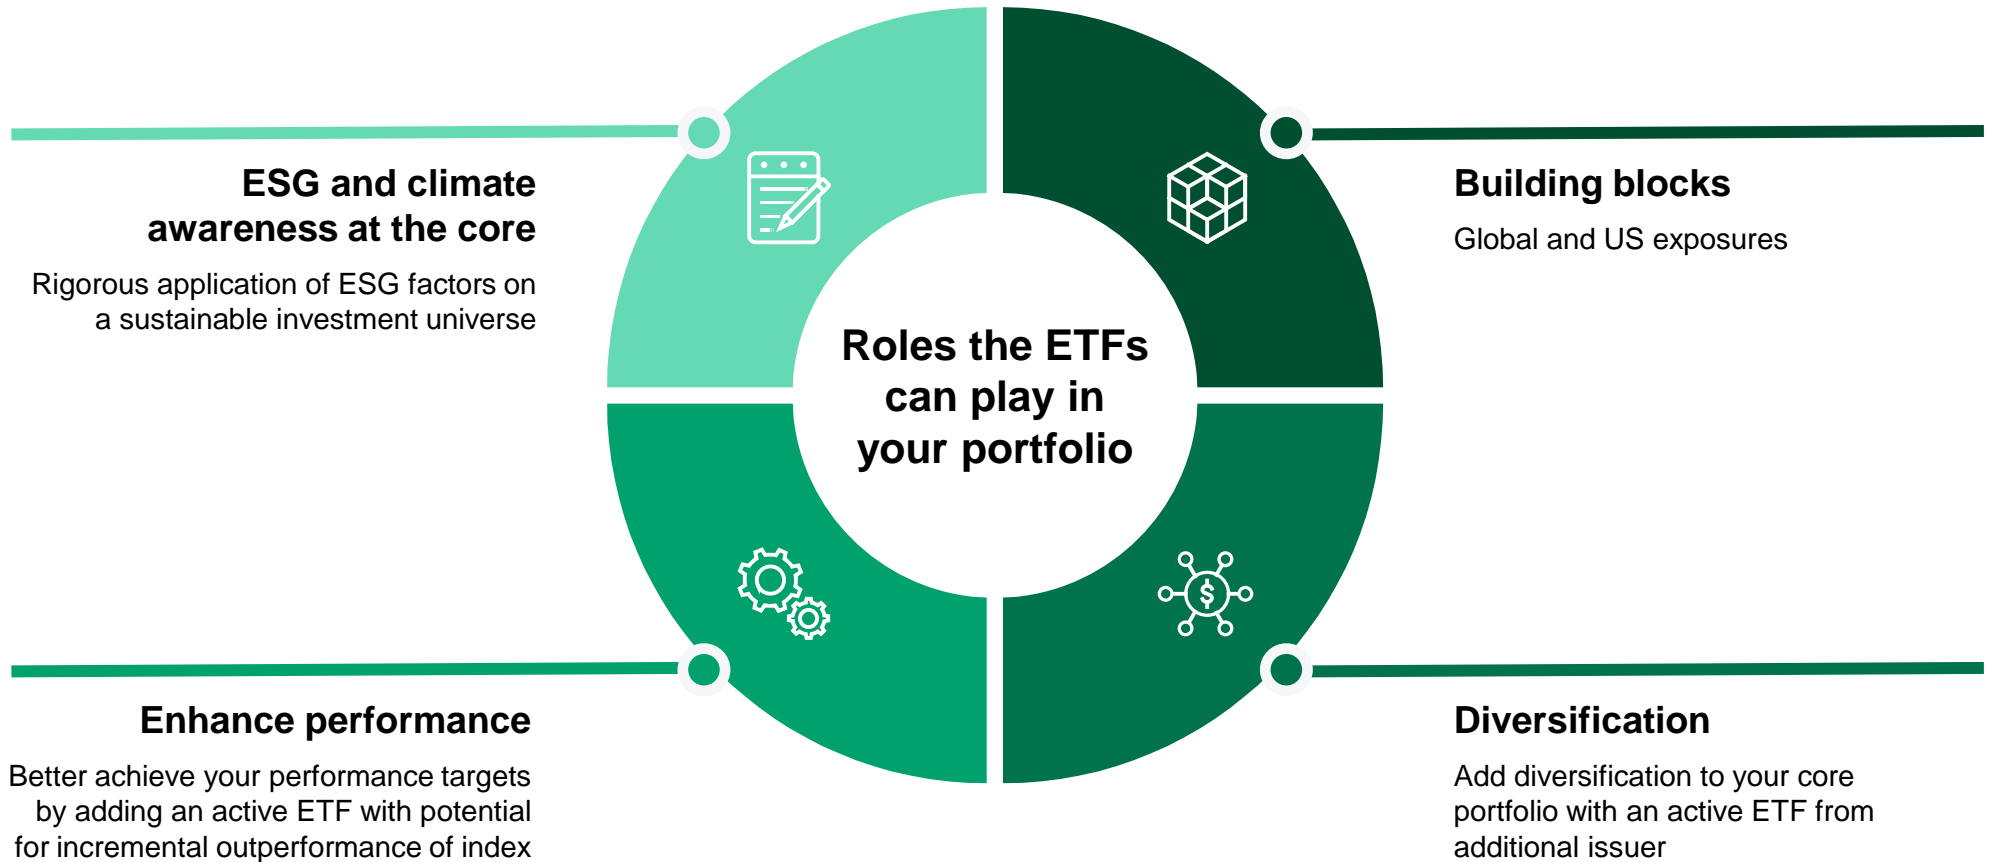 ESG and climate
awareness at the core
Rigorous application of ESG factors on
a sustainable investment universe
Building blocks
Global and US exposures
Roles the ETFs
can play in
your portfolio
$
Enhance performance
Better achieve your performance targets
by adding an active ETF with potential
for incremental outperformance of index
Diversification
Add diversification to your core
portfolio with an active ETF from
additional issuer